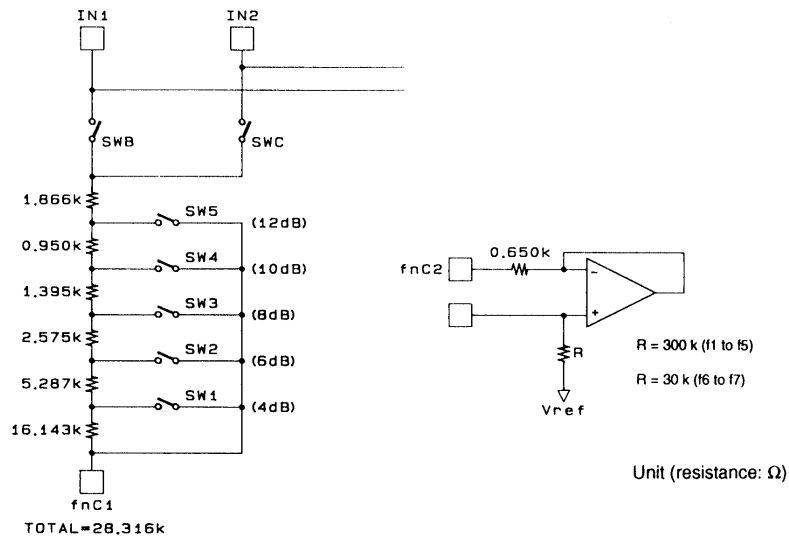 IN1
IN2
SWB
SWC
1.866k
SW5
(12dB)
0.950k
SW4
(10dB)
1.395k
SW3
(8dB)
2.575k
SW2
(6dB)
5.287k
SW1
(4dB)
16.143k
fnC1
TOTAL=28.316k
0.650k
fnC2
-
+
R
Vref
R = 300 k (f1 to f5)
R = 30 k (f6 to f7)
Unit (resistance: Ω)